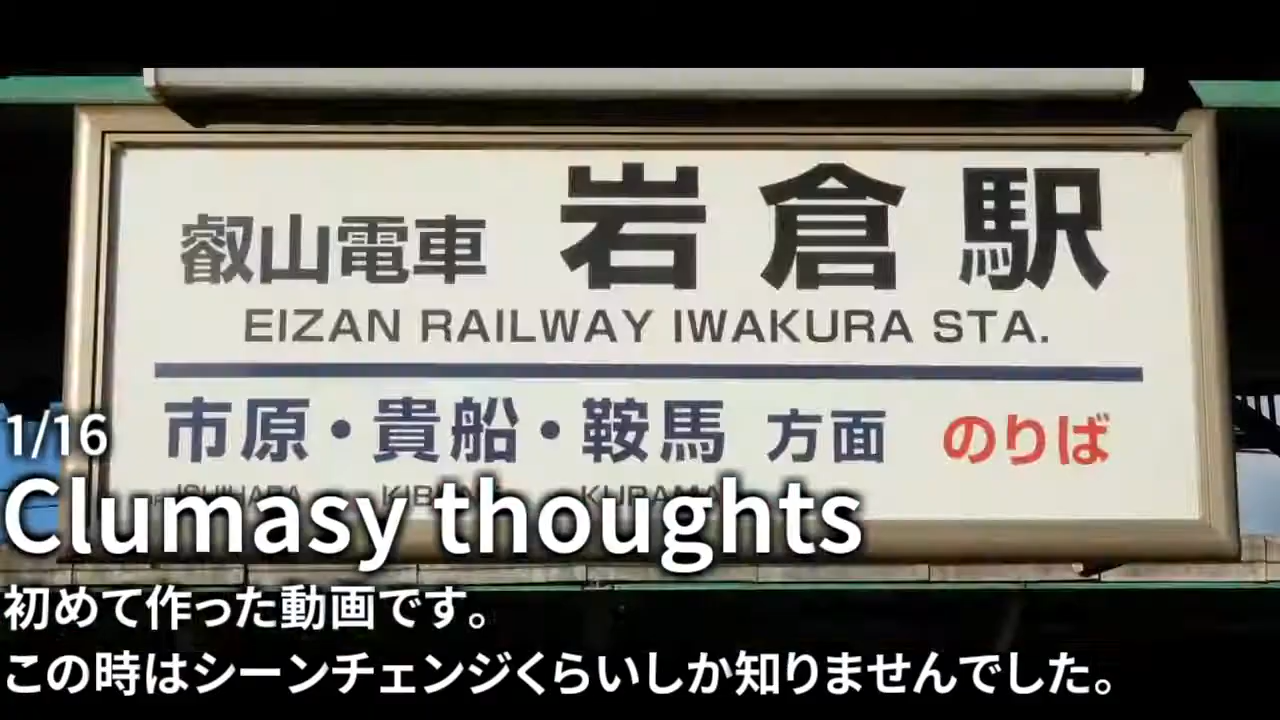 叡山電車 岩倉駅
EIZAN RAILWAY IWAKURA STA.
市原・貴船・鞍馬 方面 のりば
KURAMA
1/16
Clumasy thoughts
初めて作った動画です。
この時はシーンチェンジくらいしか知りませんでした。